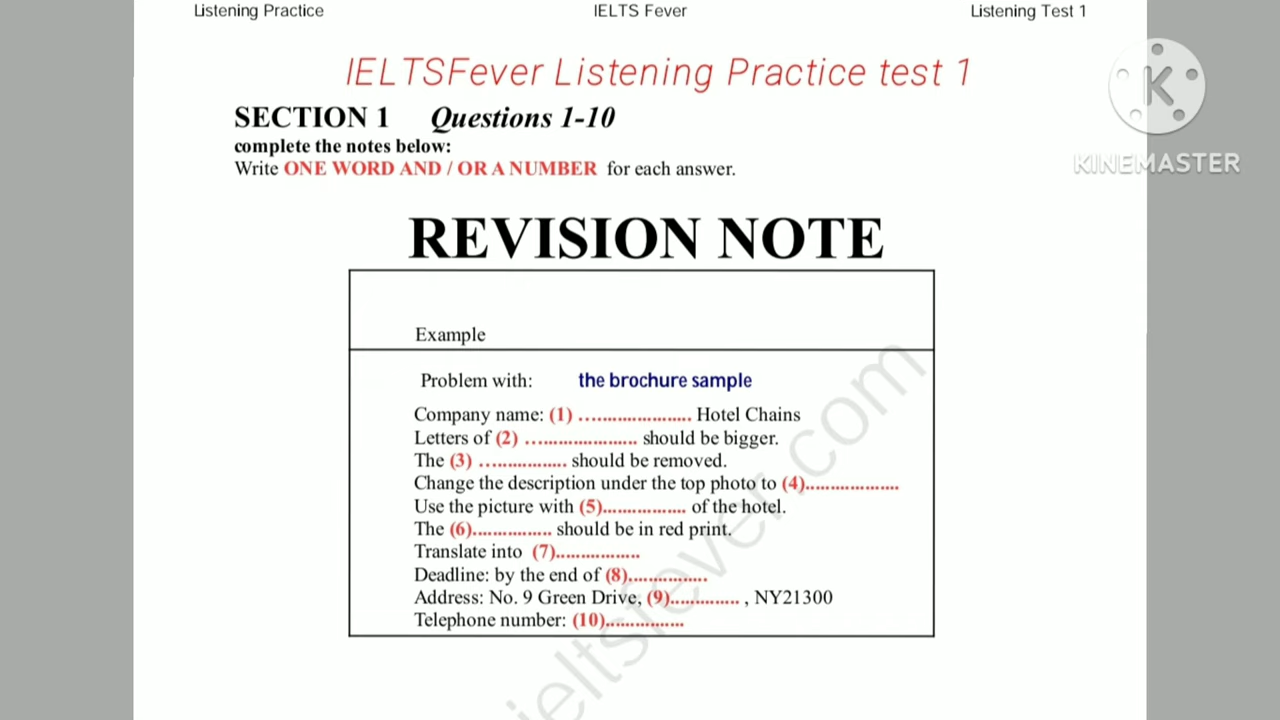 Listening Practice IELTS Fever Listening Test 1
IELTSFever Listening Practice test 1
SECTION 1 Questions 1-10
complete the notes below:
Write ONE WORD AND / OR A NUMBER for each answer.
KINEMASTER
REVISION NOTE
Example
Problem with: the brochure sample
Company name: (1) ...................... Hotel Chains
Letters of (2) ...................... should be bigger.
The (3) ................. should be removed.
Change the description under the top photo to (4)..................
Use the picture with (5)................ of the hotel.
The (6)............... should be in red print.
Translate into (7)................
Deadline: by the end of (8)...............
Address: No. 9 Green Drive, (9)............. , NY21300
Telephone number: (10)...............
ieltsfever.com